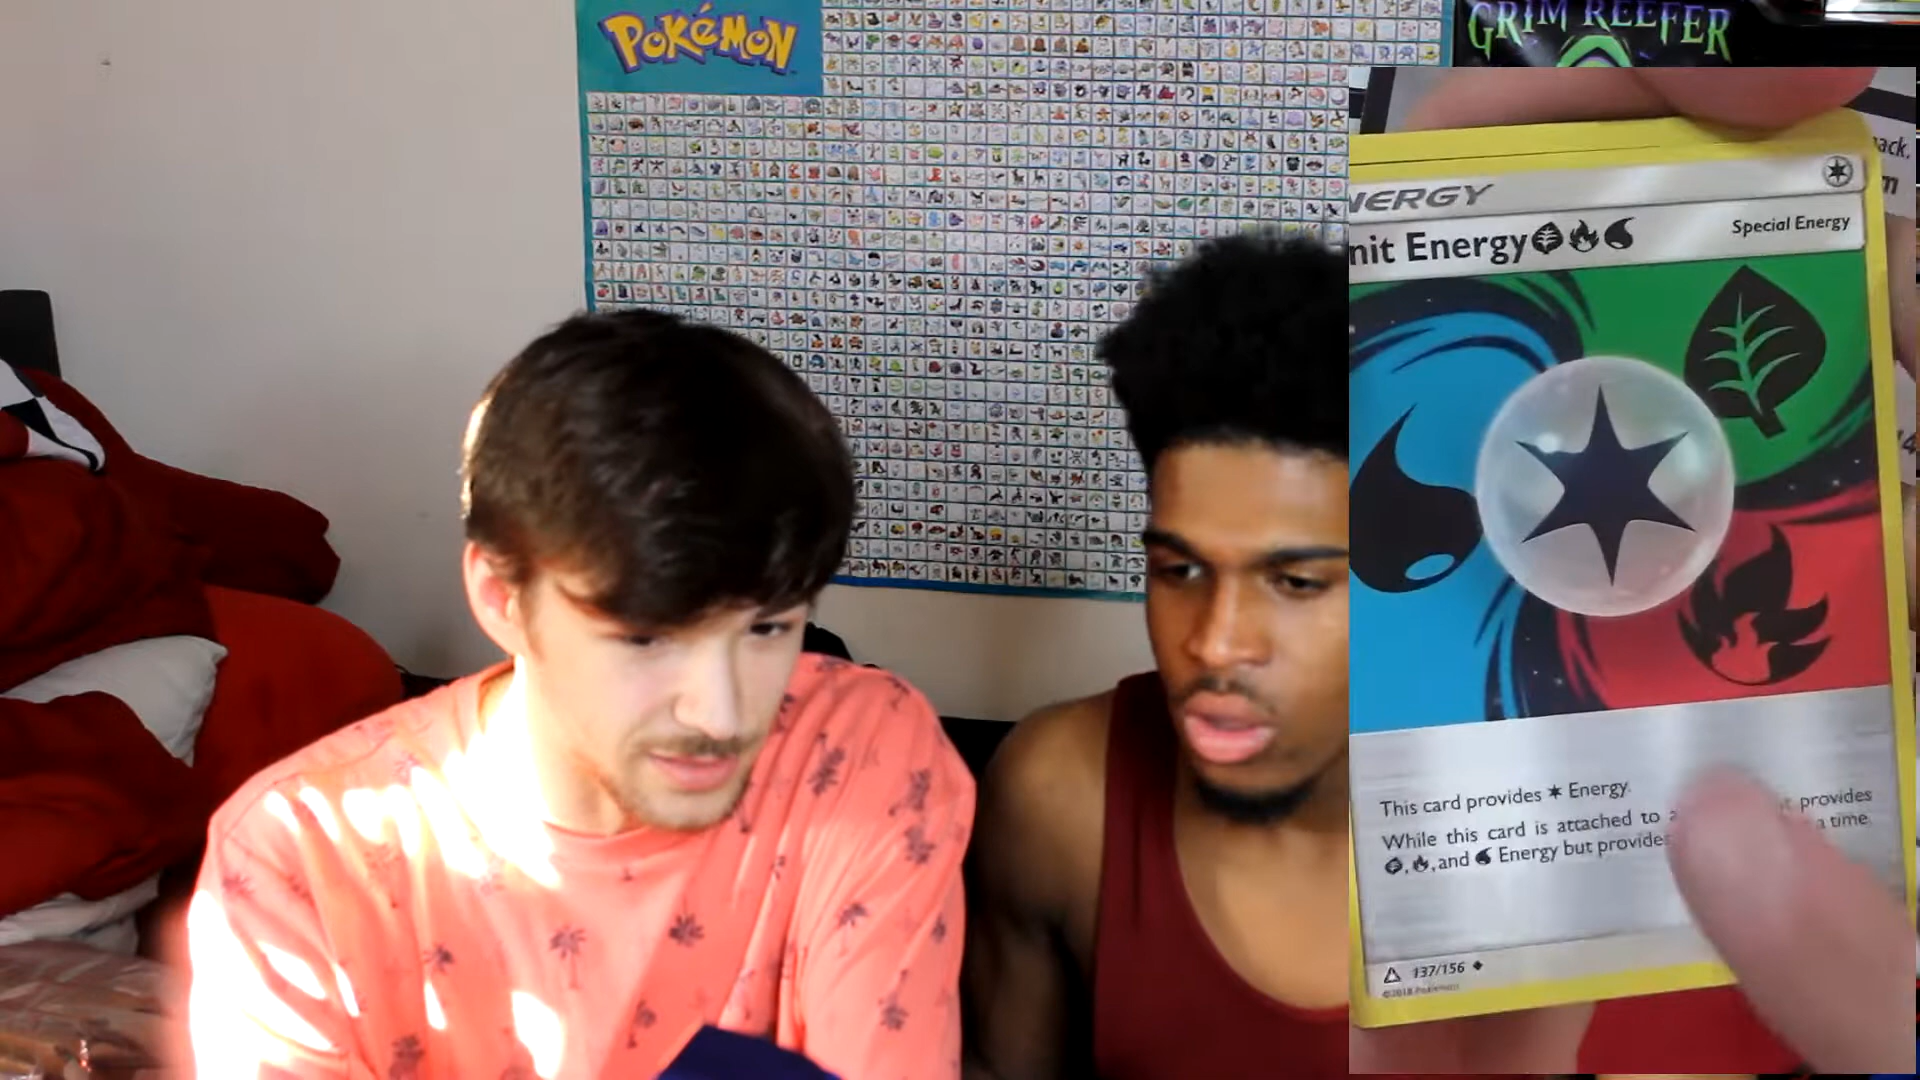 POKéMON
GRIM REEFER
ack,
NERGY
nit Energy
Special Energy
This card provides Energy.
While this card is attached to a t provides
, , and Energy but provides a time.
137/156
©2018 Pokémon